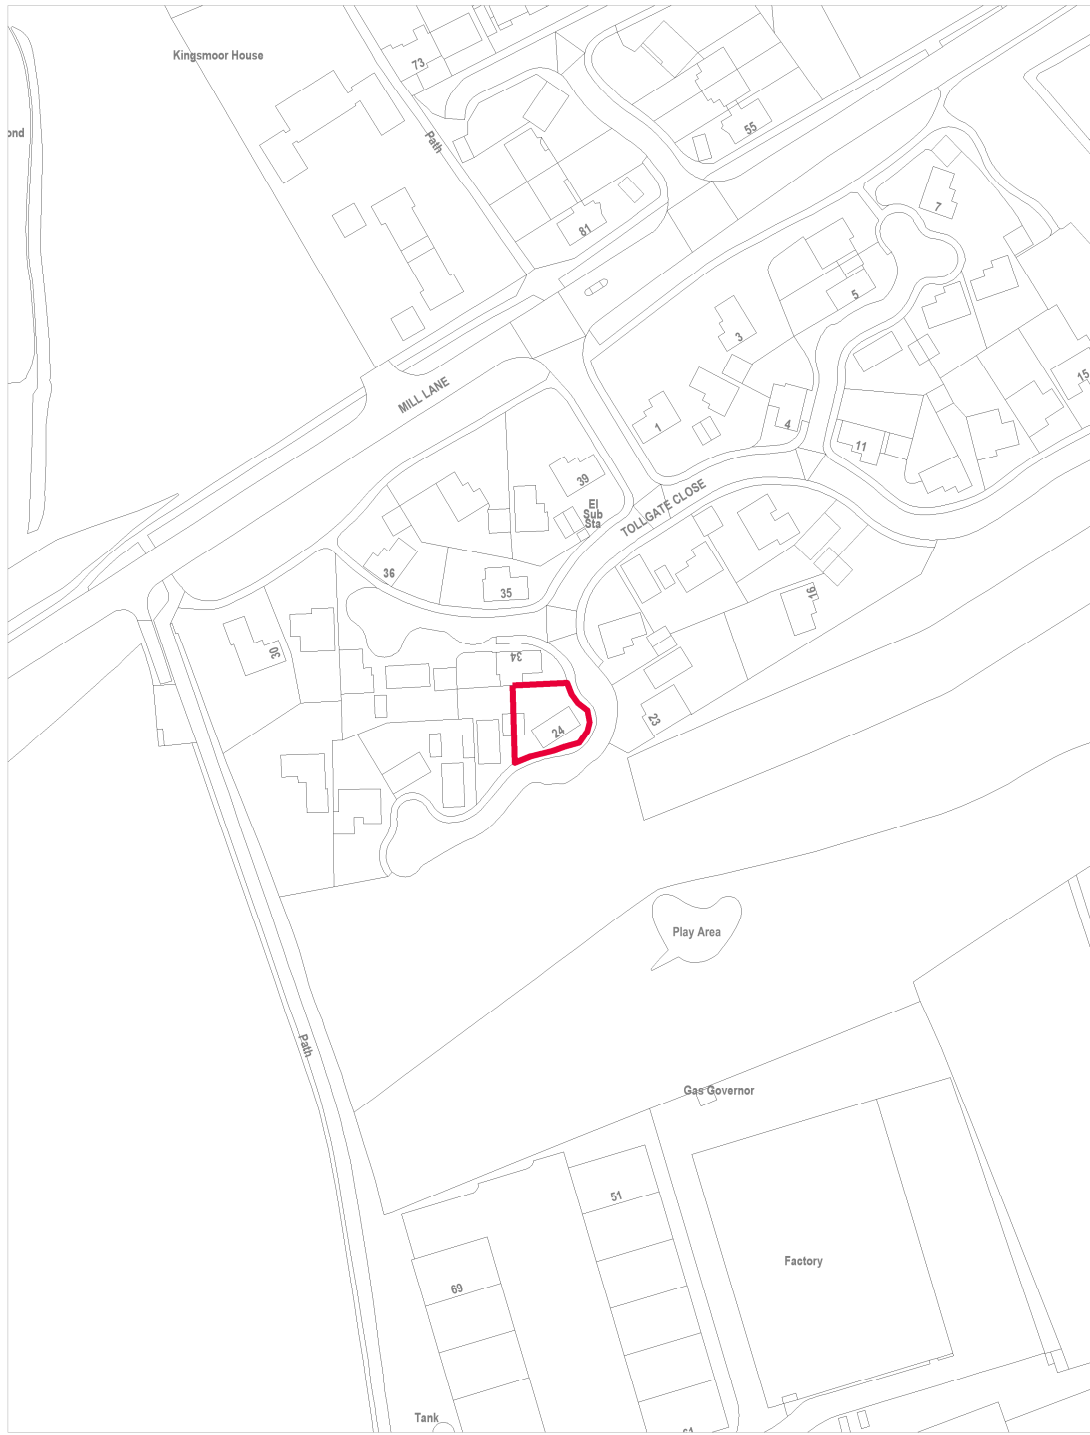 Kingsmoor House
73
ond
Path
55
7
81
5
3
15
MILL LANE
1
4
11
39
El
Sub
Sta
TOLLGATE CLOSE
36
35
16
30
34
23
24
Play Area
Path
Gas Governor
51
Factory
69
Tank